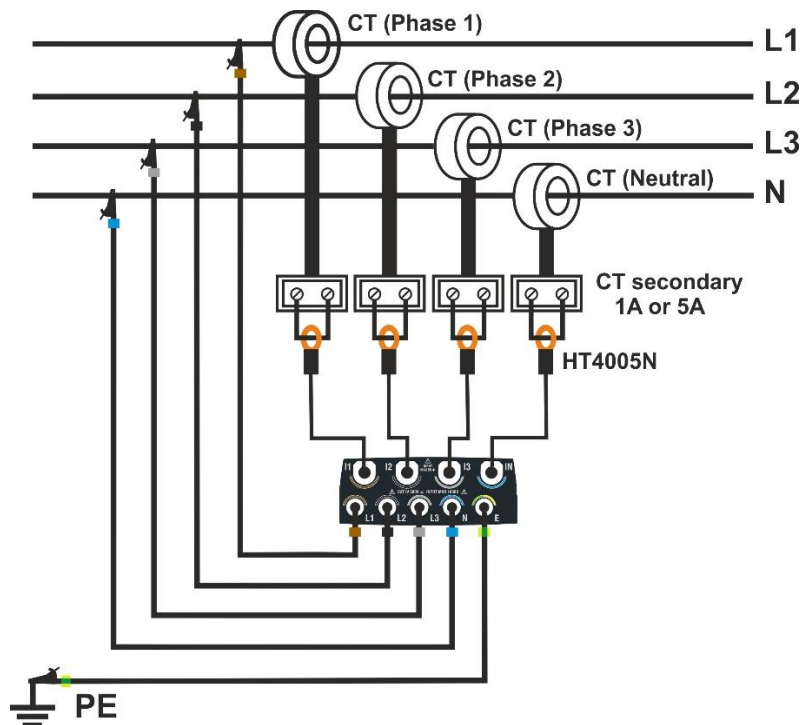 CT (Phase 1)
L1
CT (Phase 2)
L2
CT (Phase 3)
L3
CT (Neutral)
N
CT secondary
1A or 5A
HT4005N
I1 I2 I3 IN
L1 L2 L3 N E
PE